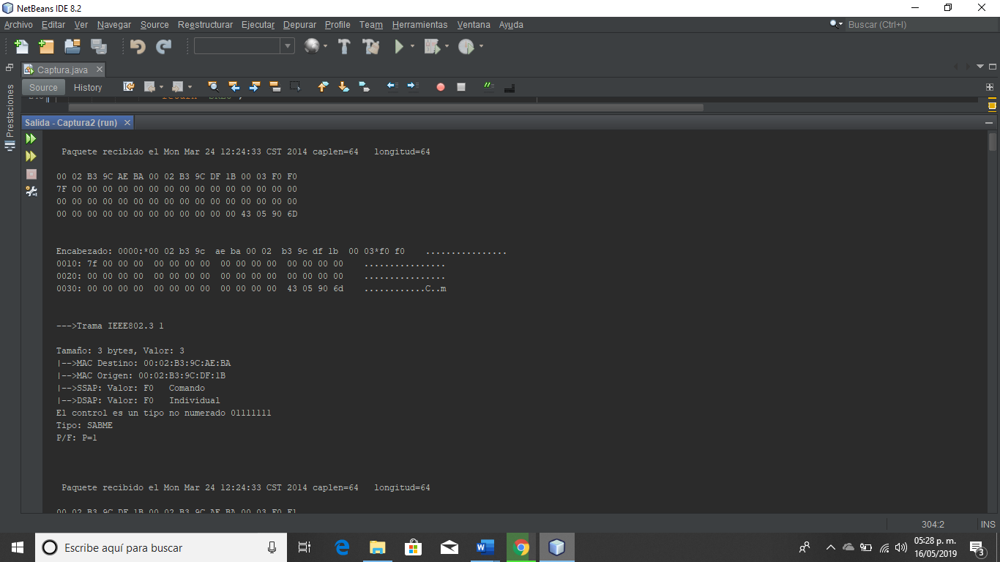 NetBeans IDE 8.2
Archivo Editar Ver Navegar Source Reestructurar Ejecutar Depurar Profile Team Herramientas Ventana Ayuda
Buscar (Ctrl+I)
Captura.java
Source History
Prestaciones
Salida - Captura2 (run)
Paquete recibido el Mon Mar 24 12:24:33 CST 2014 caplen=64 longitud=64
00 02 B3 9C AE BA 00 02 B3 9C DF 1B 00 03 F0 F0
7F 00 00 00 00 00 00 00 00 00 00 00 00 00 00 00
00 00 00 00 00 00 00 00 00 00 00 00 00 00 00 00
00 00 00 00 00 00 00 00 00 00 00 00 43 05 90 6D
Encabezado: 0000:*00 02 b3 9c ae ba 00 02 b3 9c df 1b 00 03*f0 f0 ................
0010: 7f 00 00 00 00 00 00 00 00 00 00 00 00 00 00 00 ................
0020: 00 00 00 00 00 00 00 00 00 00 00 00 00 00 00 00 ................
0030: 00 00 00 00 00 00 00 00 00 00 00 00 43 05 90 6d ............C..m
--->Trama IEEE802.3 1
Tamaño: 3 bytes, Valor: 3
|-->MAC Destino: 00:02:B3:9C:AE:BA
|-->MAC Origen: 00:02:B3:9C:DF:1B
|-->SSAP: Valor: F0 Comando
|-->DSAP: Valor: F0 Individual
El control es un tipo no numerado 01111111
Tipo: SABME
P/F: P=1
Paquete recibido el Mon Mar 24 12:24:33 CST 2014 caplen=64 longitud=64
00 02 B3 9C DF 1B 00 02 B3 9C AE BA 00 03 F0 F1
304:2 INS
Escribe aquí para buscar
05:28 p. m.
16/05/2019
3